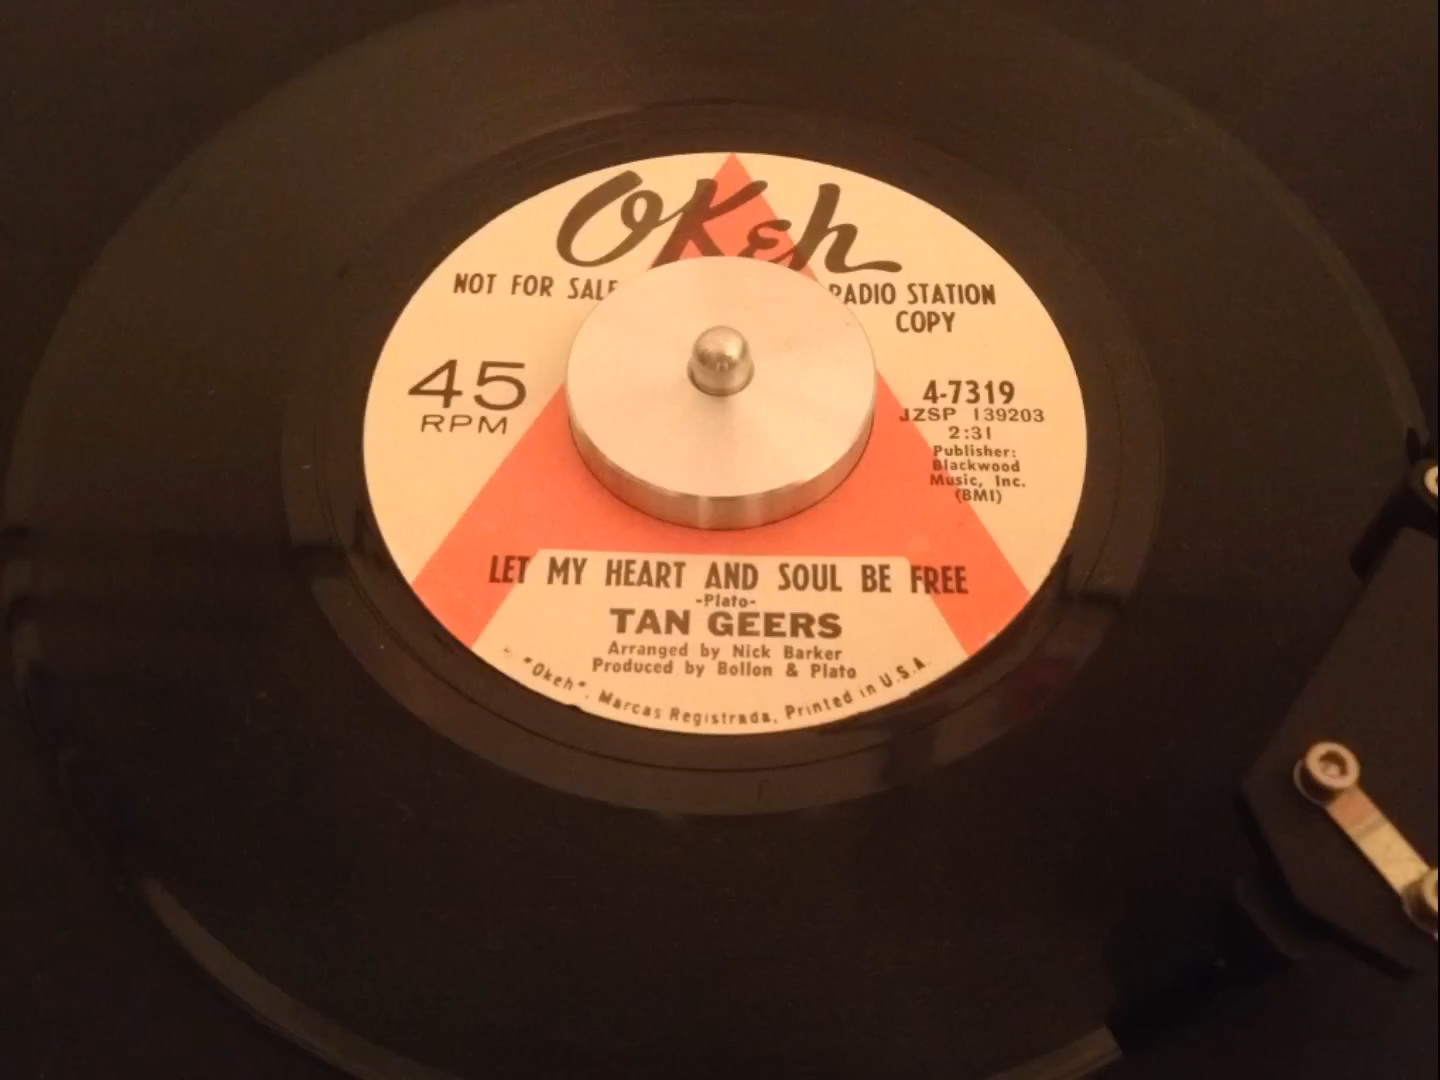 OKeh
NOT FOR SALE
RADIO STATION
COPY
45
RPM
4-7319
JZSP 139203
2:31
Publisher:
Blackwood
Music, Inc.
(BMI)
LET MY HEART AND SOUL BE FREE
-Plato-
TAN GEERS
Arranged by Nick Barker
Produced by Bollon & Plato
"Okeh". Marcas Registrada. Printed in U.S.A.